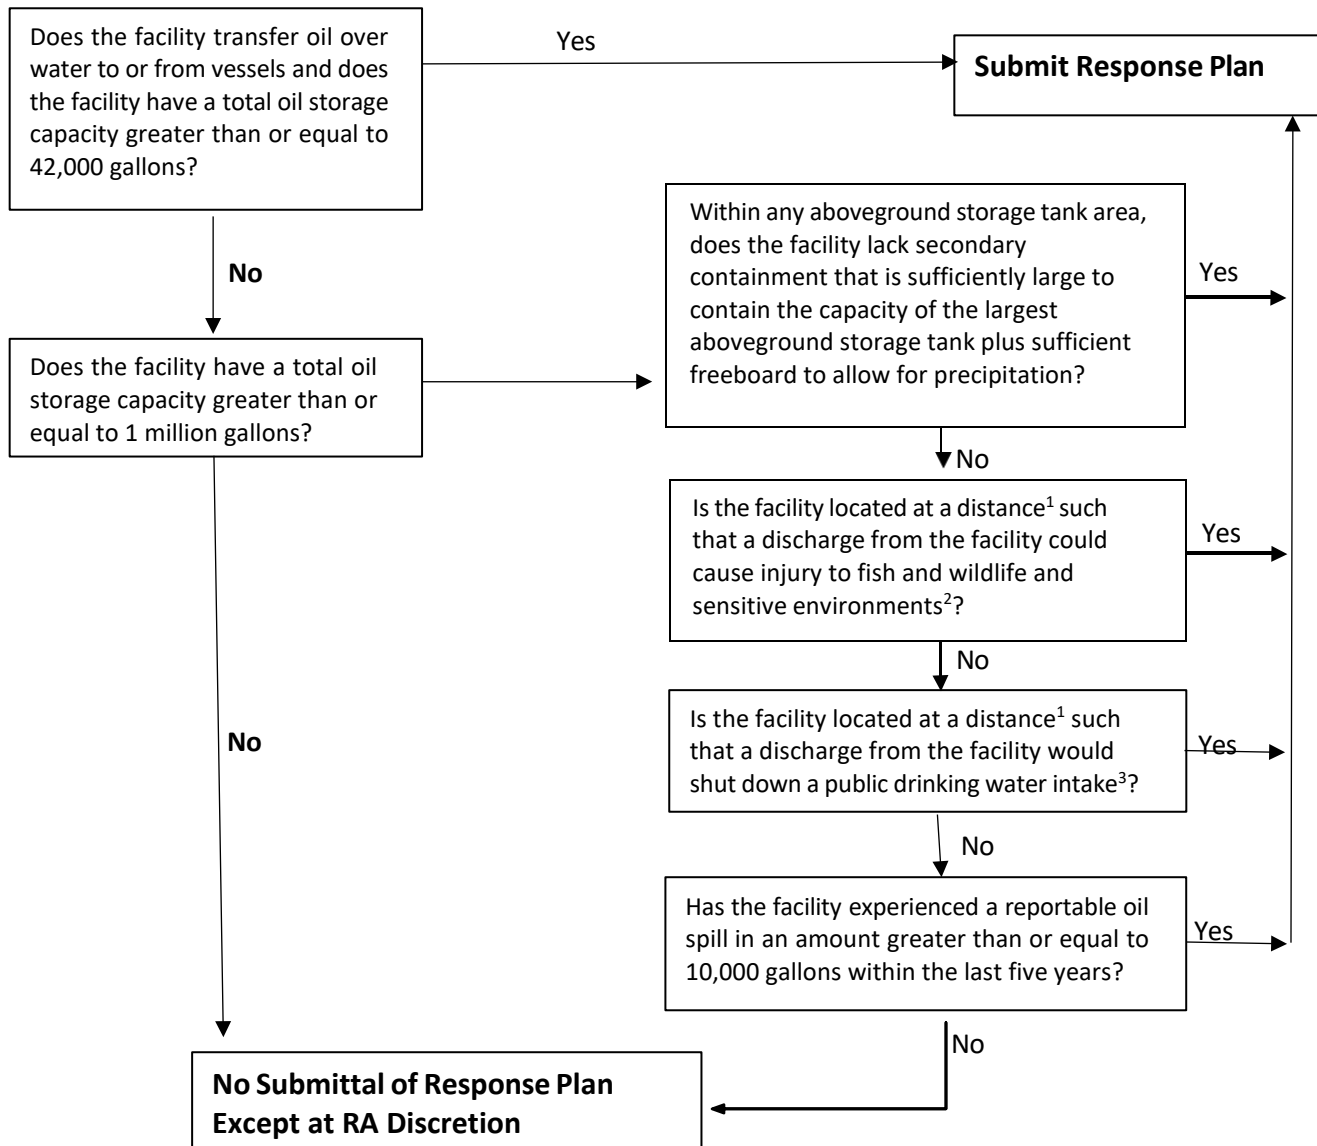 Does the facility transfer oil over
water to or from vessels and does
the facility have a total oil storage
capacity greater than or equal to
42,000 gallons?
Yes
Submit Response Plan
No
Within any aboveground storage tank area,
does the facility lack secondary
containment that is sufficiently large to
contain the capacity of the largest
aboveground storage tank plus sufficient
freeboard to allow for precipitation?
Yes
Does the facility have a total oil
storage capacity greater than or
equal to 1 million gallons?
No
Is the facility located at a distance¹ such
that a discharge from the facility could
cause injury to fish and wildlife and
sensitive environments²?
Yes
No
Is the facility located at a distance¹ such
that a discharge from the facility would
shut down a public drinking water intake³?
Yes
No
No
Has the facility experienced a reportable oil
spill in an amount greater than or equal to
10,000 gallons within the last five years?
Yes
No
No Submittal of Response Plan
Except at RA Discretion